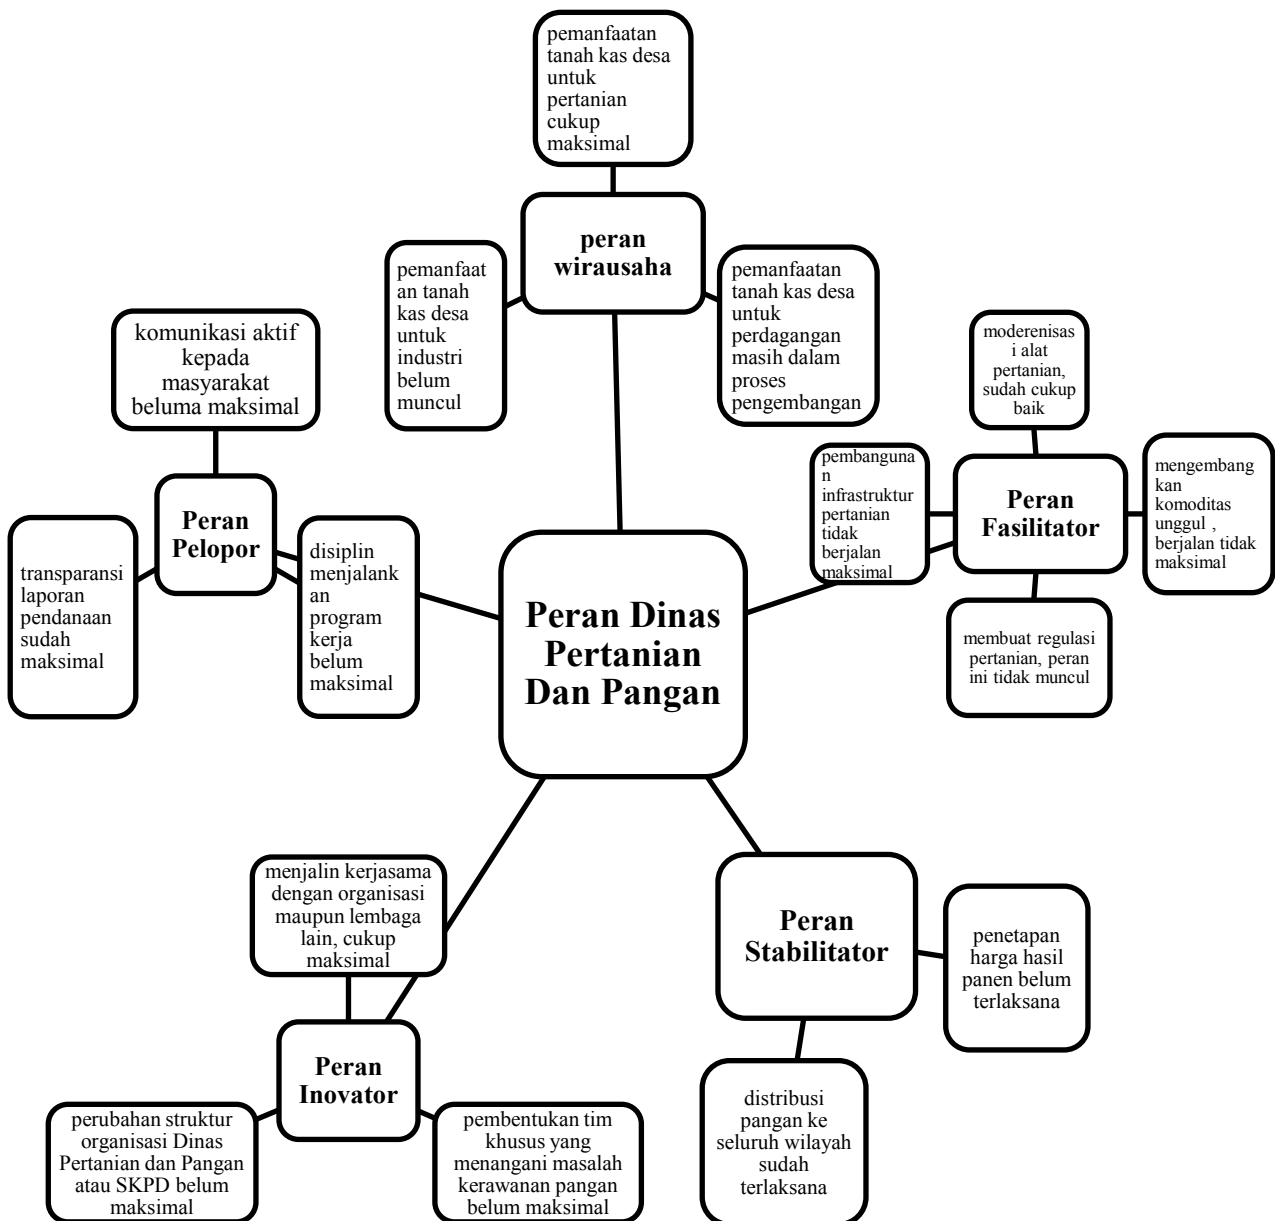 pemanfaatan
tanah kas desa
untuk
pertanian
cukup
maksimal
peran
wirausaha
pemanfaat
an tanah
kas desa
untuk
industri
belum
muncul
pemanfaatan
tanah kas desa
untuk
perdagangan
masih dalam
proses
pengembangan
komunikasi aktif
kepada
masyarakat
beluma maksimal
Peran
Pelopor
transparansi
laporan
pendanaan
sudah
maksimal
disiplin
menjalank
an
program
kerja
belum
maksimal
moderenisas
i alat
pertanian,
sudah cukup
baik
pembanguna
n
infrastruktur
pertanian
tidak
berjalan
maksimal
Peran
Fasilitator
mengembang
kan
komoditas
unggul ,
berjalan tidak
maksimal
membuat regulasi
pertanian, peran
ini tidak muncul
Peran Dinas
Pertanian
Dan Pangan
menjalin kerjasama
dengan organisasi
maupun lembaga
lain, cukup
maksimal
Peran
Inovator
perubahan struktur
organisasi Dinas
Pertanian dan Pangan
atau SKPD belum
maksimal
pembentukan tim
khusus yang
menangani masalah
kerawanan pangan
belum maksimal
Peran
Stabilitator
penetapan
harga hasil
panen belum
terlaksana
distribusi
pangan ke
seluruh wilayah
sudah
terlaksana